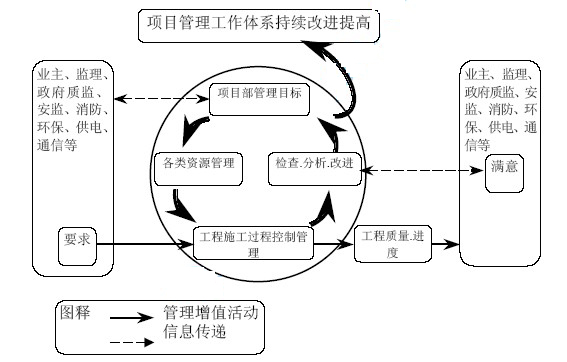 项目管理工作体系持续改进提高
业主、监理、
政府质监、
安监、消防、
环保、供电、
通信等
要求
项目部管理目标
各类资源管理
检查.分析.改进
工程施工过程控制管
理
工程质量.进
度
业主、监理、
政府质监、安
监、消防、环
保、供电、通
信等
满意
图释
管理增值活动
信息传递